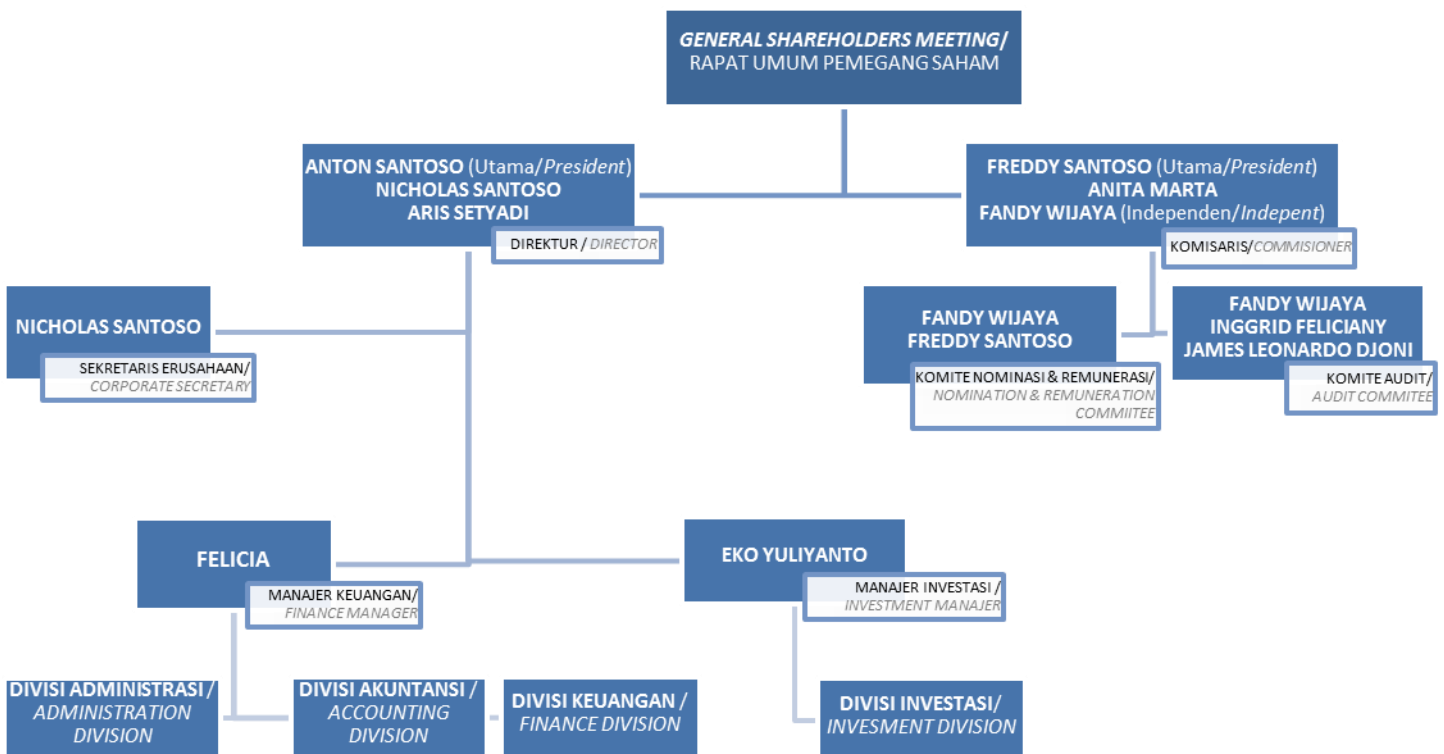 GENERAL SHAREHOLDERS MEETING/
RAPAT UMUM PEMEGANG SAHAM
ANTON SANTOSO (Utama/President)
NICHOLAS SANTOSO
ARIS SETYADI
DIREKTUR / DIRECTOR
FREDDY SANTOSO (Utama/President)
ANITA MARTA
FANDY WIJAYA (Independen/Indepent)
KOMISARIS/COMMISIONER
NICHOLAS SANTOSO
SEKRETARIS ERUSAHAAN/
CORPORATE SECRETARY
FANDY WIJAYA
FREDDY SANTOSO
KOMITE NOMINASI & REMUNERASI/
NOMINATION & REMUNERATION
COMMIITEE
FANDY WIJAYA
INGGRID FELICIANY
JAMES LEONARDO DJONI
KOMITE AUDIT/
AUDIT COMMITEE
FELICIA
MANAJER KEUANGAN/
FINANCE MANAGER
EKO YULIYANTO
MANAJER INVESTASI /
INVESTMENT MANAJER
DIVISI ADMINISTRASI /
ADMINISTRATION
DIVISION
DIVISI AKUNTANSI /
ACCOUNTING
DIVISION
DIVISI KEUANGAN /
FINANCE DIVISION
DIVISI INVESTASI/
INVESMENT DIVISION